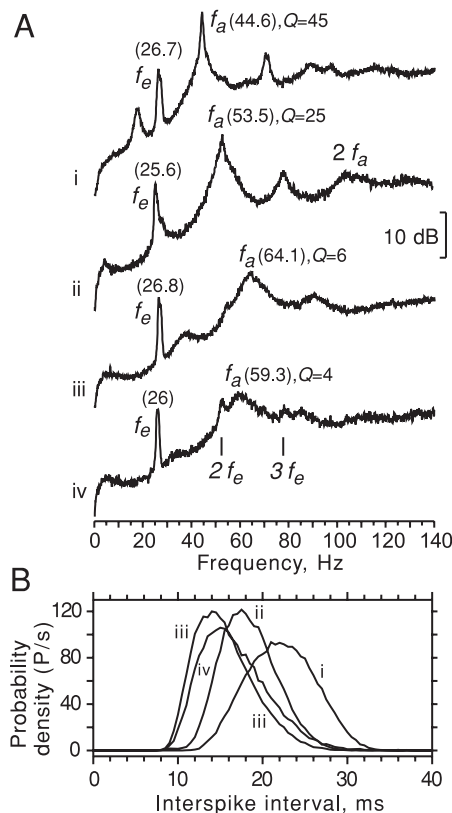 A
fa(44.6),Q=45
(26.7)
fe
i
fa(53.5),Q=25
(25.6)
fe
2 fa
ii
10 dB
fa(64.1),Q=6
(26.8)
fe
iii
fa(59.3),Q=4
(26)
fe
2 fe
3 fe
iv
0 20 40 60 80 100 120 140
Frequency, Hz
B
Probability
density (P/s)
120
80
40
0
iii
ii
iv
i
iii
0 10 20 30 40
Interspike interval, ms